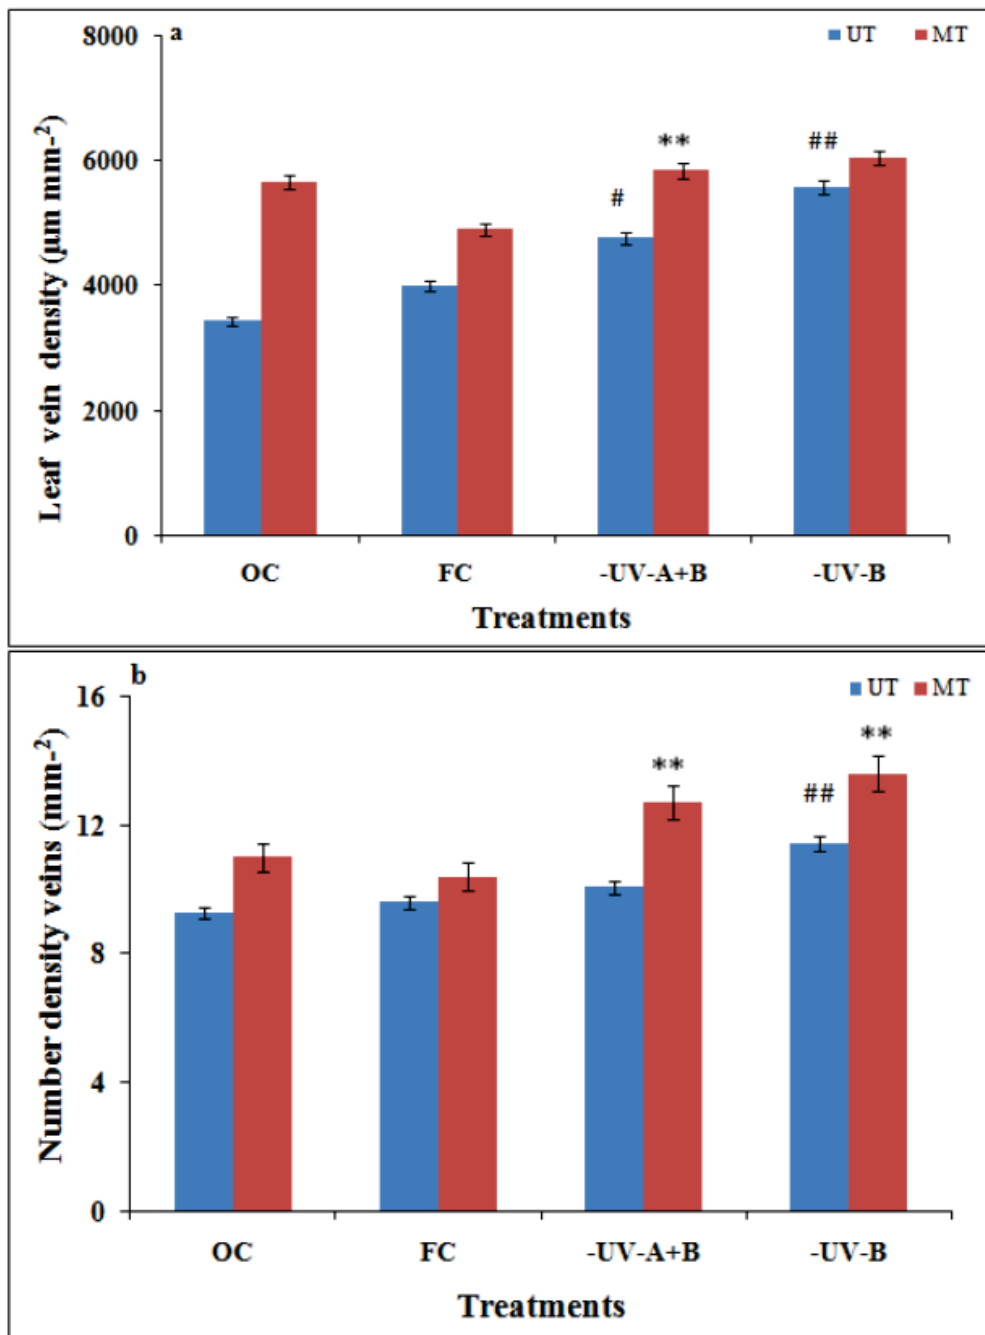 a
UT MT
8000
6000
4000
2000
0
Leaf vein density (µm mm-²)
# ** ##
OC FC -UV-A+B -UV-B
Treatments
b
UT MT
16
12
8
4
0
Number density veins (mm-²)
** ## **
OC FC -UV-A+B -UV-B
Treatments